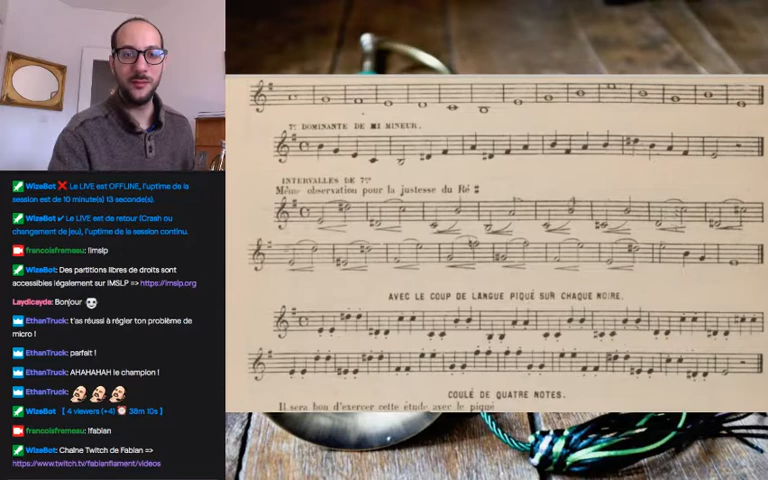 WizeBot ❌ Le LIVE est OFFLINE, l'uptime de la
session est de 10 minute(s) 13 seconde(s).
WizeBot ✔ Le LIVE est de retour (Crash ou
changement de jeu), l'uptime de la session continu.
francoisfremeau: !imslp
WizeBot: Des partitions libres de droits sont
accessibles légalement sur IMSLP => https://imslp.org
Laydicayde: Bonjour
EthanTruck: t'as réussi à régler ton problème de
micro !
EthanTruck: parfait !
EthanTruck: AHAHAHAH le champion !
EthanTruck:
WizeBot 【 4 viewers (+4) ⏰ 38m 10s 】
francoisfremeau: !fabian
WizeBot: Chaîne Twitch de Fabian =>
https://www.twitch.tv/fabianflament/videos
7e DOMINANTE DE MI MINEUR.
INTERVALLES DE 7me
Même observation pour la justesse du Ré ♯
AVEC LE COUP DE LANGUE PIQUÉ SUR CHAQUE NOIRE.
COULÉ DE QUATRE NOTES.
Il sera bon d'exercer cette étude avec le piqué